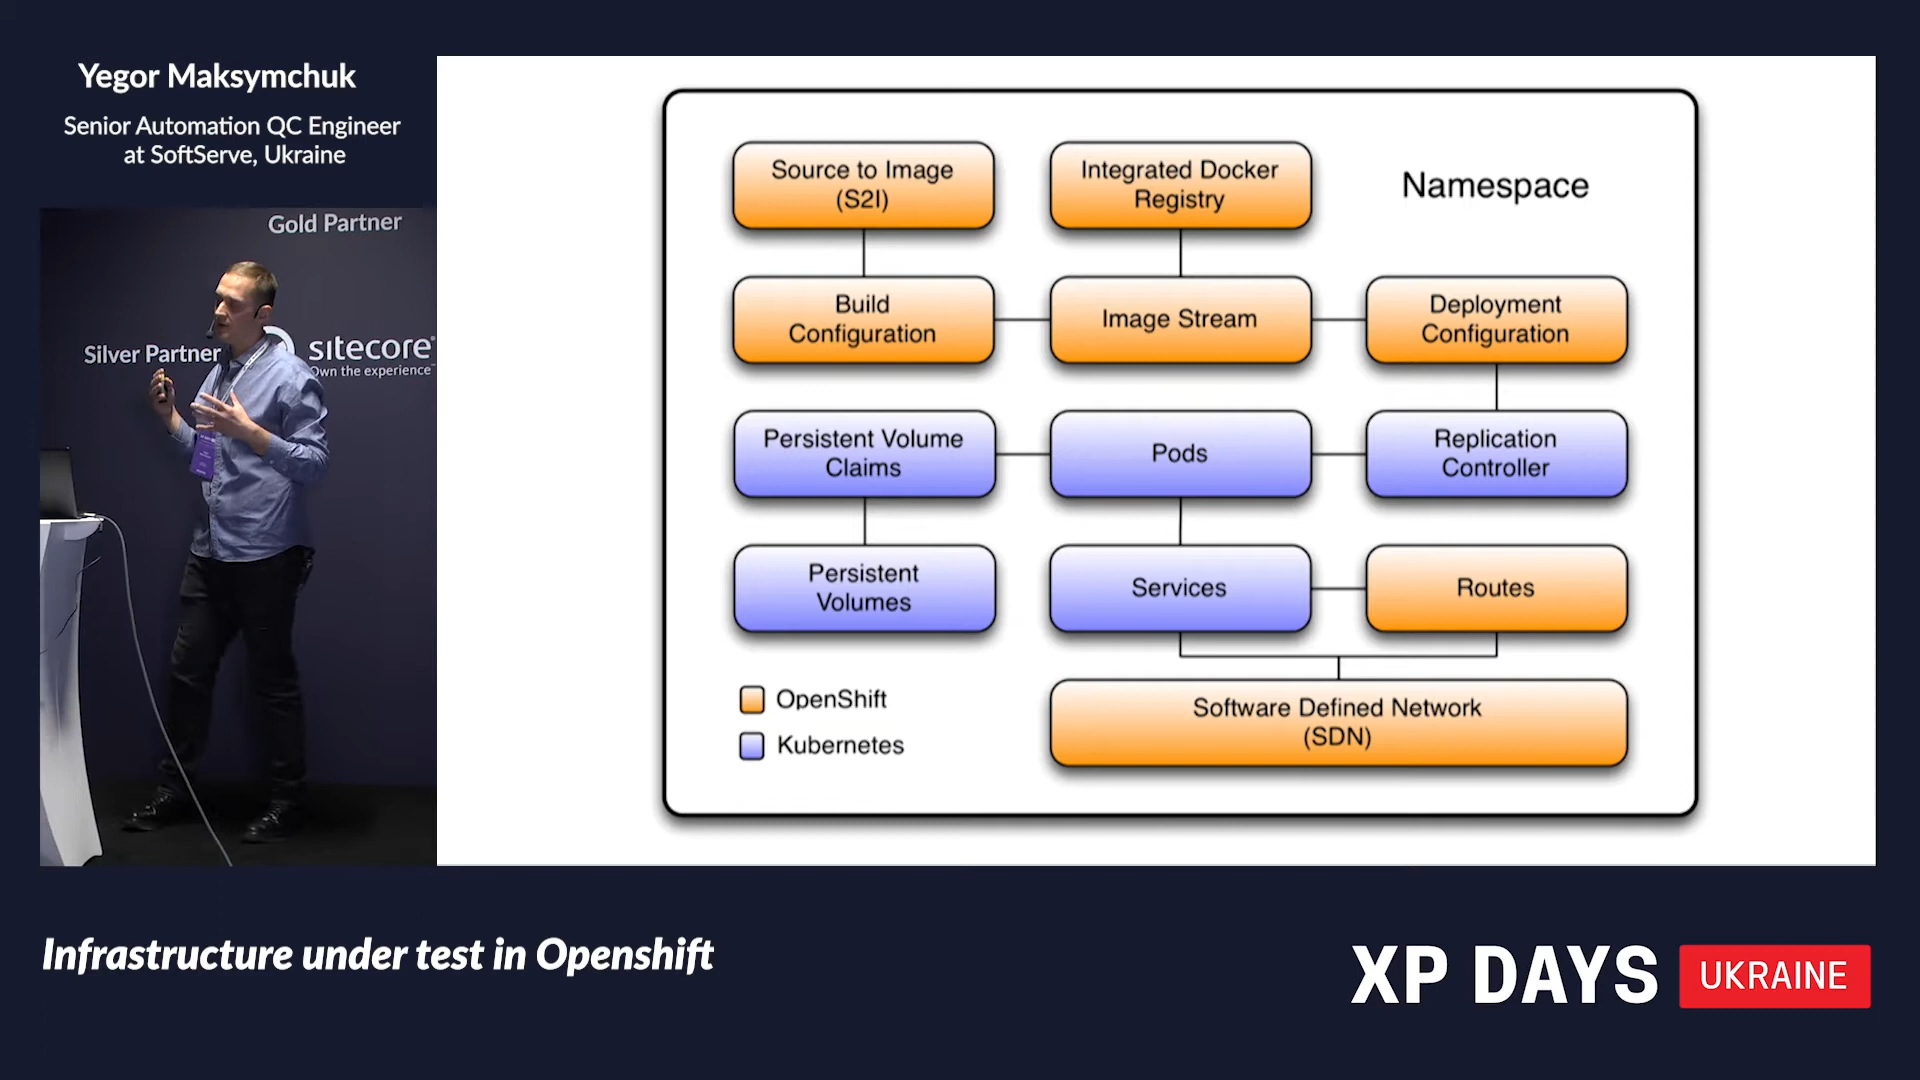 Yegor Maksymchuk
Senior Automation QC Engineer
at SoftServe, Ukraine
Gold Partner
Silver Partner
sitecore
Own the experience
Source to Image
(S2I)
Integrated Docker
Registry
Namespace
Build
Configuration
Image Stream
Deployment
Configuration
Persistent Volume
Claims
Pods
Replication
Controller
Persistent
Volumes
Services
Routes
OpenShift
Kubernetes
Software Defined Network
(SDN)
Infrastructure under test in Openshift
XP DAYS
UKRAINE